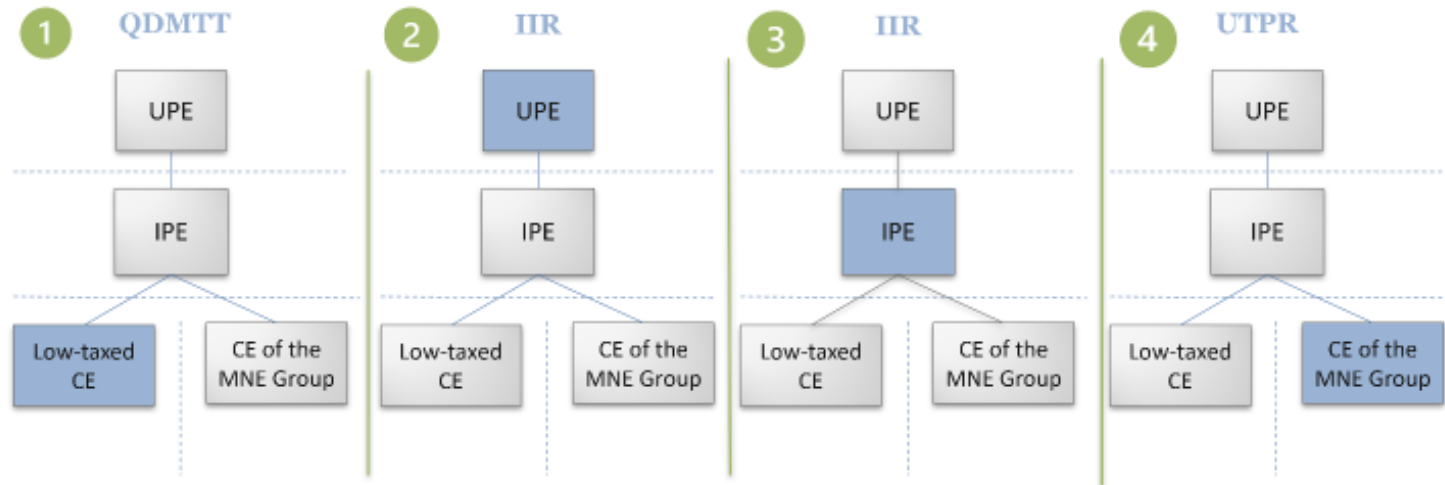 1
QDMTT
UPE
IPE
Low-taxed
CE
CE of the
MNE Group
2
IIR
UPE
IPE
Low-taxed
CE
CE of the
MNE Group
3
IIR
UPE
IPE
Low-taxed
CE
CE of the
MNE Group
4
UTPR
UPE
IPE
Low-taxed
CE
CE of the
MNE Group